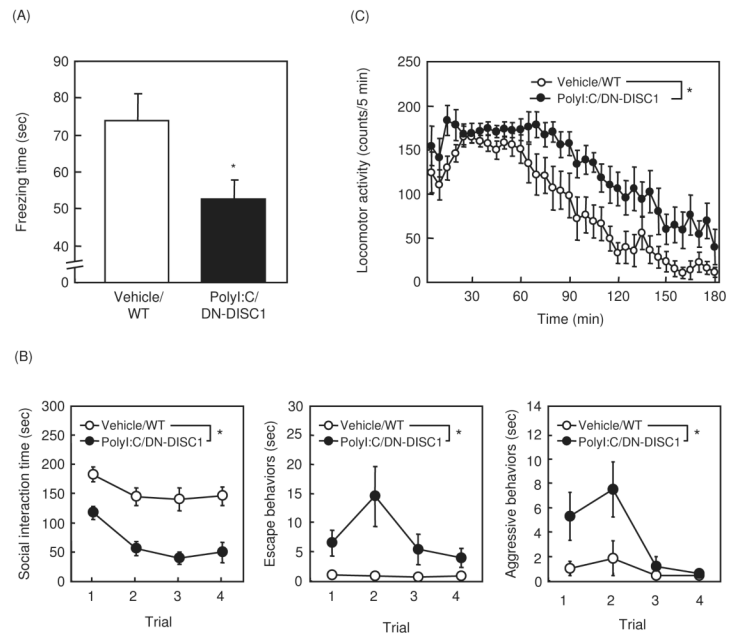 (A)
90
80
70
60
50
40
0
Freezing time (sec)
*
Vehicle/
WT
PolyI:C/
DN-DISC1
(C)
250
200
150
100
50
0
Locomotor activity (counts/5 min)
Vehicle/WT
PolyI:C/DN-DISC1
*
30 60 90 120 150 180
Time (min)
(B)
300
250
200
150
100
50
0
Social interaction time (sec)
Vehicle/WT
PolyI:C/DN-DISC1
*
1 2 3 4
Trial
30
25
20
15
10
5
0
Escape behaviors (sec)
Vehicle/WT
PolyI:C/DN-DISC1
*
1 2 3 4
Trial
14
12
10
8
6
4
2
0
Aggressive behaviors (sec)
Vehicle/WT
PolyI:C/DN-DISC1
*
1 2 3 4
Trial